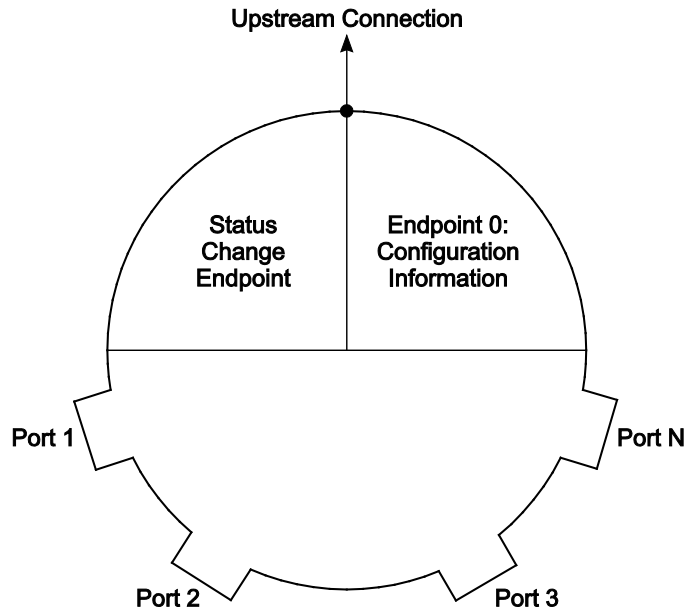 Upstream Connection
Status
Change
Endpoint
Endpoint 0:
Configuration
Information
Port 1
Port N
Port 2
Port 3